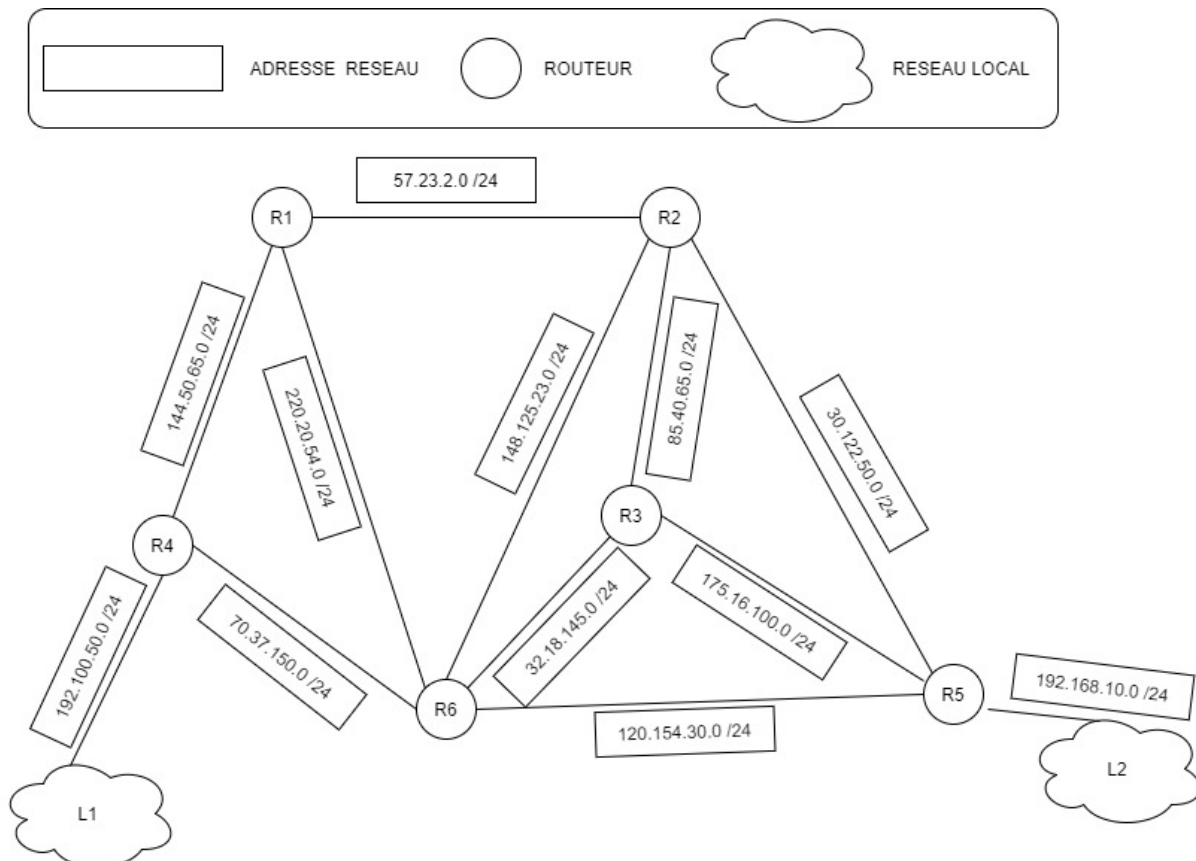 ADRESSE RESEAU
ROUTEUR
RESEAU LOCAL
57.23.2.0 /24
R1
R2
144.50.65.0 /24
220.20.54.0 /24
148.125.23.0 /24
85.40.65.0 /24
30.122.50.0 /24
R3
R4
192.100.50.0 /24
70.37.150.0 /24
32.18.145.0 /24
175.16.100.0 /24
R6
R5
192.168.10.0 /24
120.154.30.0 /24
L2
L1